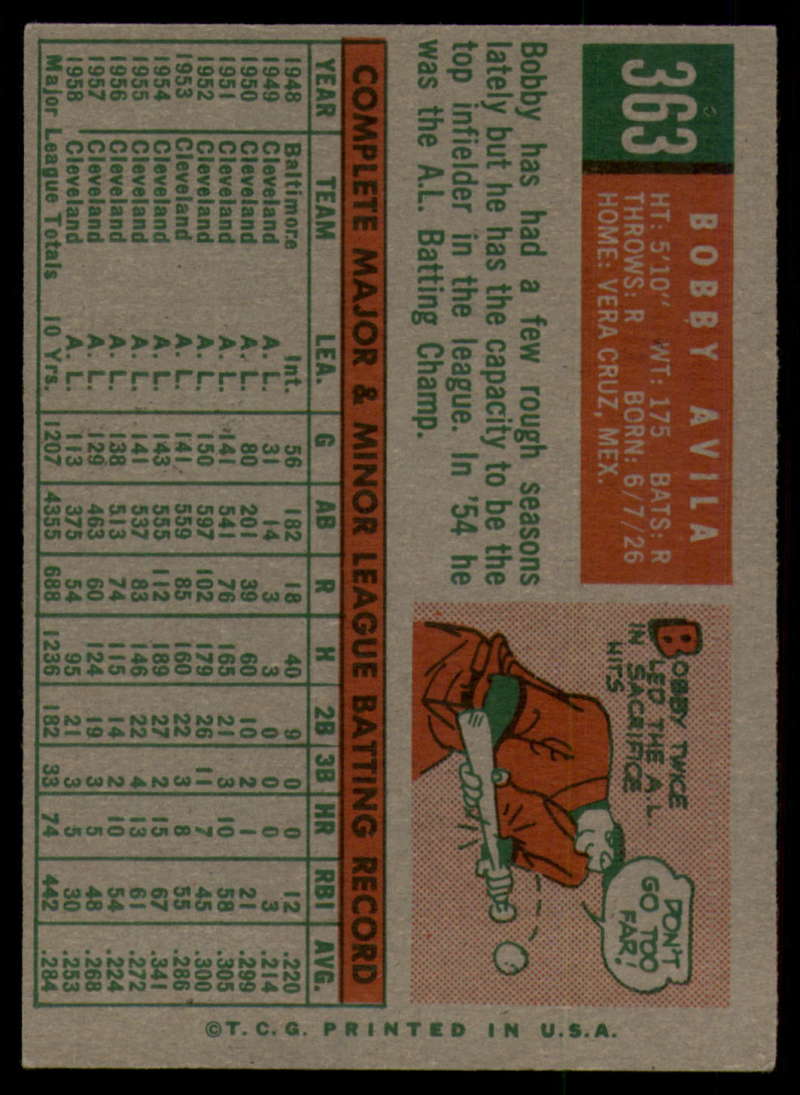 363
BOBBY AVILA
HT: 5'10" WT: 175 BATS: R
THROWS: R BORN: 6/7/26
HOME: VERA CRUZ, MEX.
Bobby has had a few rough seasons
lately but he has the capacity to be the
top infielder in the league. In '54 he
was the A.L. Batting Champ.
BOBBY TWICE
LED THE A.L.
IN SACRIFICE
HITS
DON'T
GO TOO
FAR!
COMPLETE MAJOR & MINOR LEAGUE BATTING RECORD
YEAR TEAM LEA. G AB R H 2B 3B HR RBI AVG.
1948 Baltimore Int. 56 182 18 40 9 0 0 12 .220
1949 Cleveland A. L. 31 14 3 3 0 0 0 3 .214
1950 Cleveland A. L. 80 201 39 60 10 2 1 21 .299
1951 Cleveland A. L. 141 541 76 165 21 3 10 58 .305
1952 Cleveland A. L. 150 597 102 179 26 11 7 45 .300
1953 Cleveland A. L. 141 559 85 160 22 3 8 55 .286
1954 Cleveland A. L. 143 555 112 189 27 2 15 67 .341
1955 Cleveland A. L. 141 537 83 146 22 4 13 61 .272
1956 Cleveland A. L. 138 513 74 115 14 2 10 54 .224
1957 Cleveland A. L. 129 463 60 124 19 3 5 48 .268
1958 Cleveland A. L. 113 375 54 95 21 3 5 30 .253
Major League Totals 10 Yrs. 1207 4355 688 1236 182 33 74 442 .284
©T.C.G. PRINTED IN U.S.A.